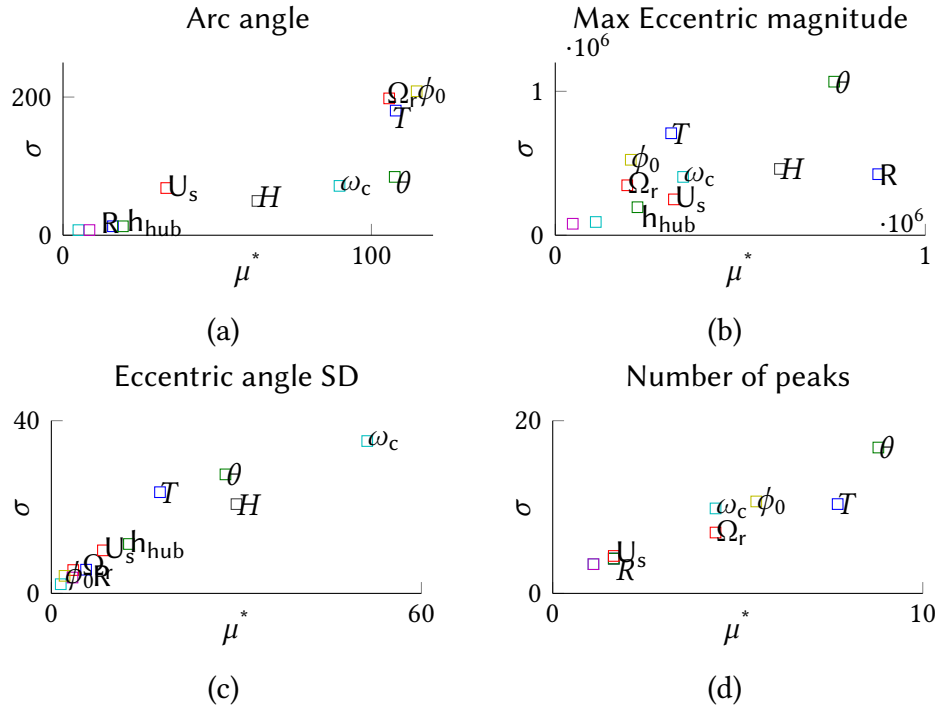 Arc angle
200
0
σ
Ω_r
ϕ_0
T
U_s
H
ω_c
θ
R
h_hub
0
100
μ*
(a)
Max Eccentric magnitude
·10^6
1
0
σ
θ
T
ϕ_0
Ω_r
ω_c
U_s
h_hub
H
R
·10^6
0
1
μ*
(b)
Eccentric angle SD
40
0
σ
ω_c
θ
T
H
U_s
h_hub
Ω_r
ϕ_0
R
0
60
μ*
(c)
Number of peaks
20
0
σ
θ
ω_c
ϕ_0
T
Ω_r
U_s
R
0
10
μ*
(d)